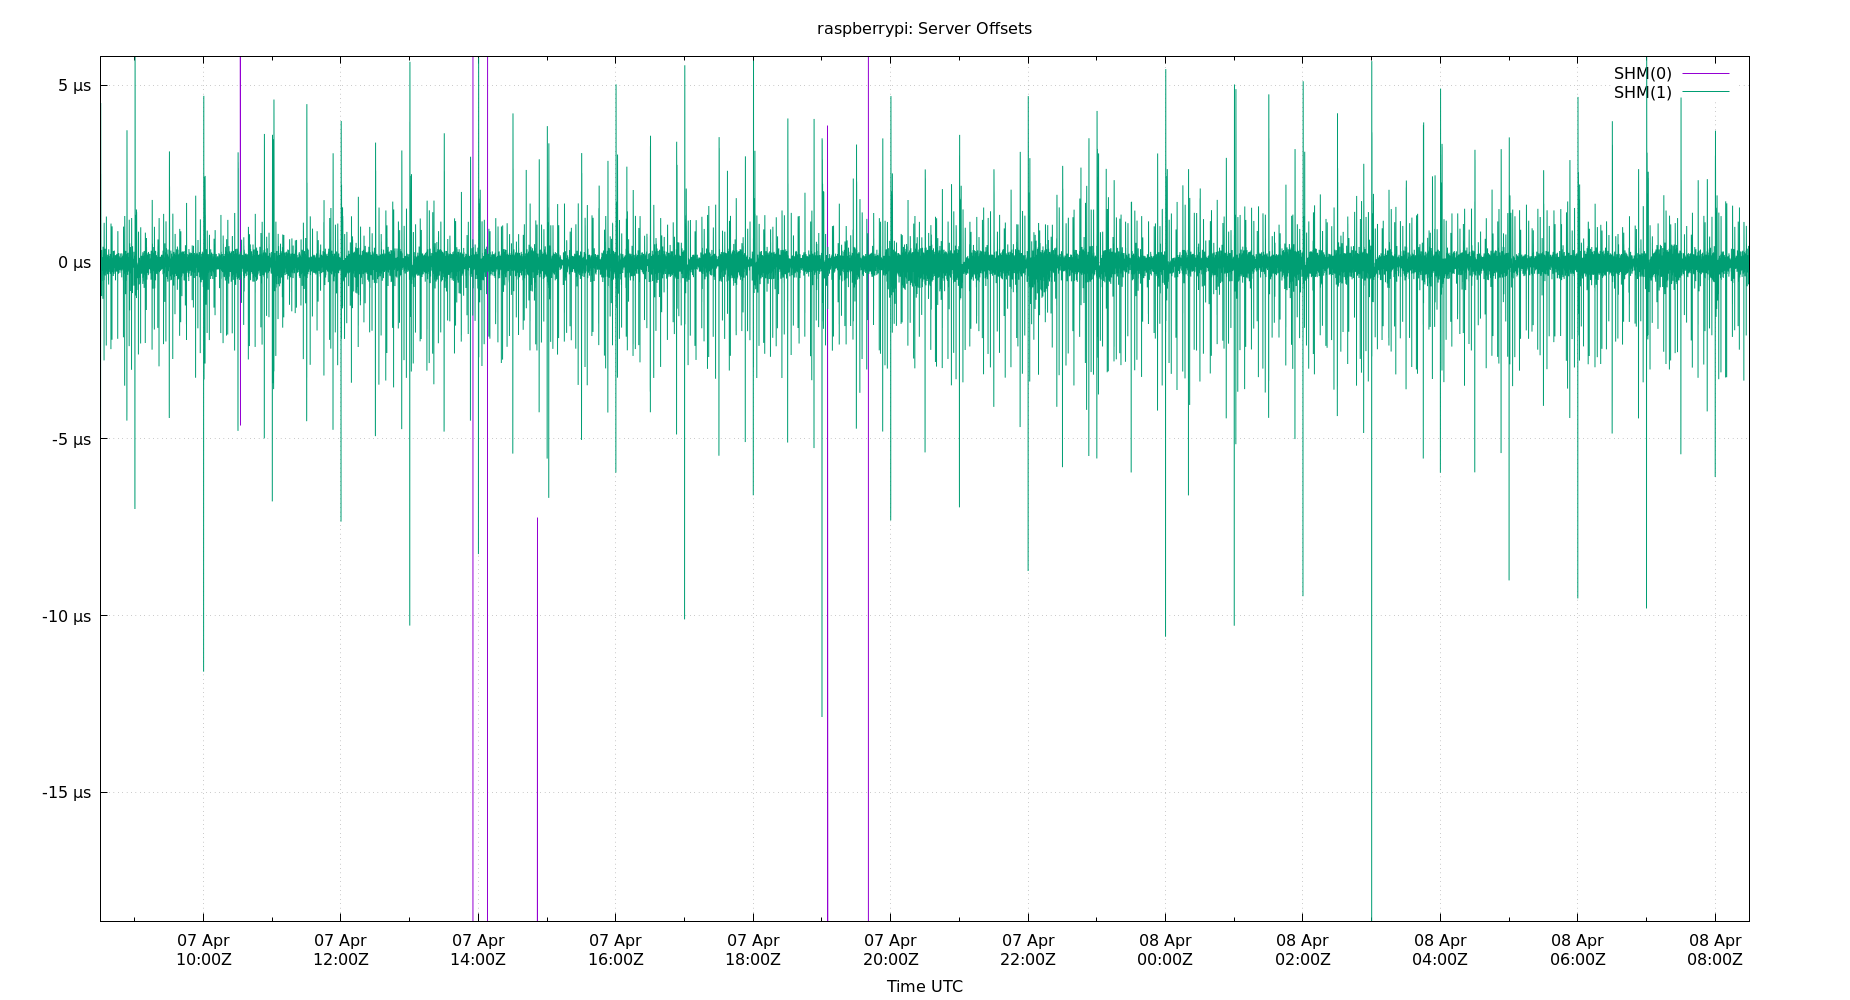 raspberrypi: Server Offsets
SHM(0)
SHM(1)
5 µs
0 µs
-5 µs
-10 µs
-15 µs
07 Apr 07 Apr 07 Apr 07 Apr 07 Apr 07 Apr 07 Apr 08 Apr 08 Apr 08 Apr 08 Apr 08 Apr
10:00Z 12:00Z 14:00Z 16:00Z 18:00Z 20:00Z 22:00Z 00:00Z 02:00Z 04:00Z 06:00Z 08:00Z
Time UTC